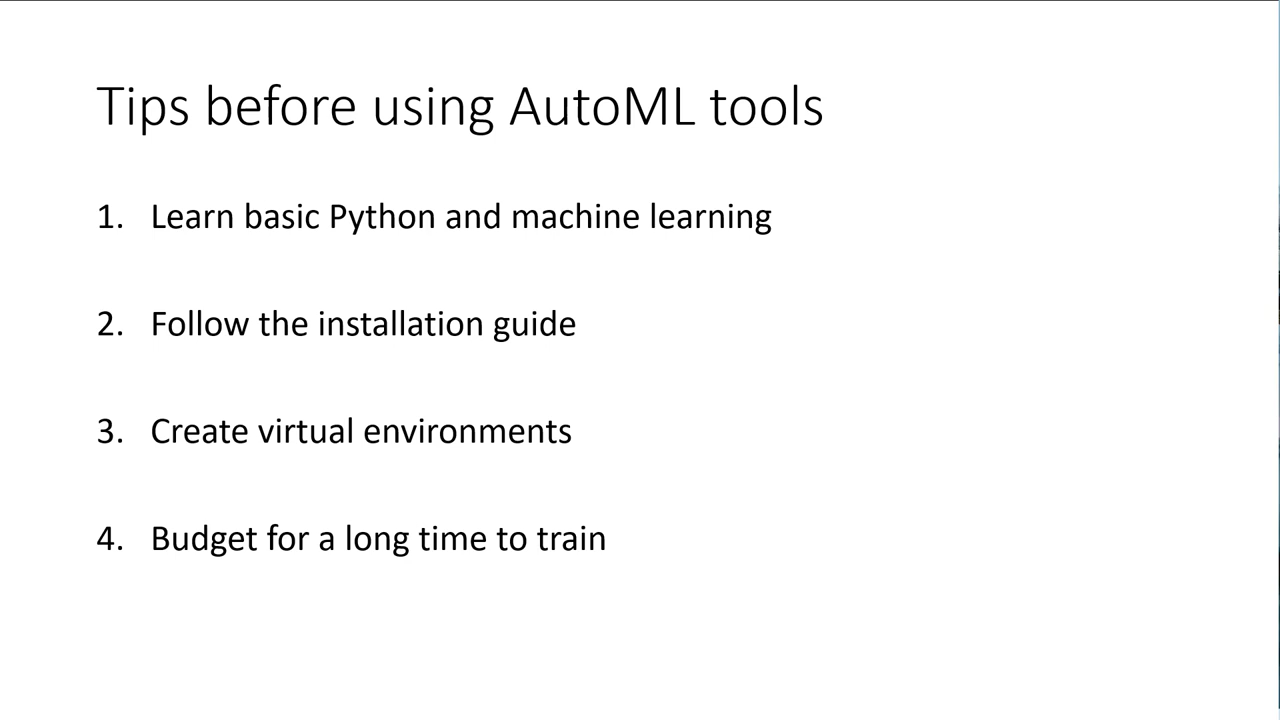 Tips before using AutoML tools
1. Learn basic Python and machine learning
2. Follow the installation guide
3. Create virtual environments
4. Budget for a long time to train